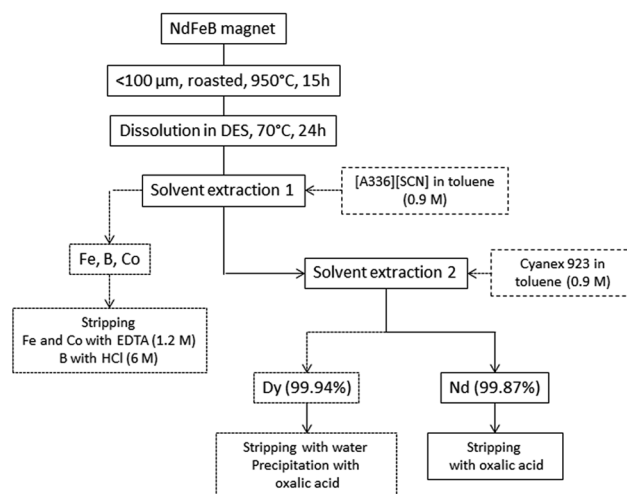 NdFeB magnet
<100 µm, roasted, 950°C, 15h
Dissolution in DES, 70°C, 24h
Solvent extraction 1
[A336][SCN] in toluene
(0.9 M)
Fe, B, Co
Solvent extraction 2
Cyanex 923 in
toluene (0.9 M)
Stripping
Fe and Co with EDTA (1.2 M)
B with HCl (6 M)
Dy (99.94%)
Nd (99.87%)
Stripping with water
Precipitation with
oxalic acid
Stripping
with oxalic acid